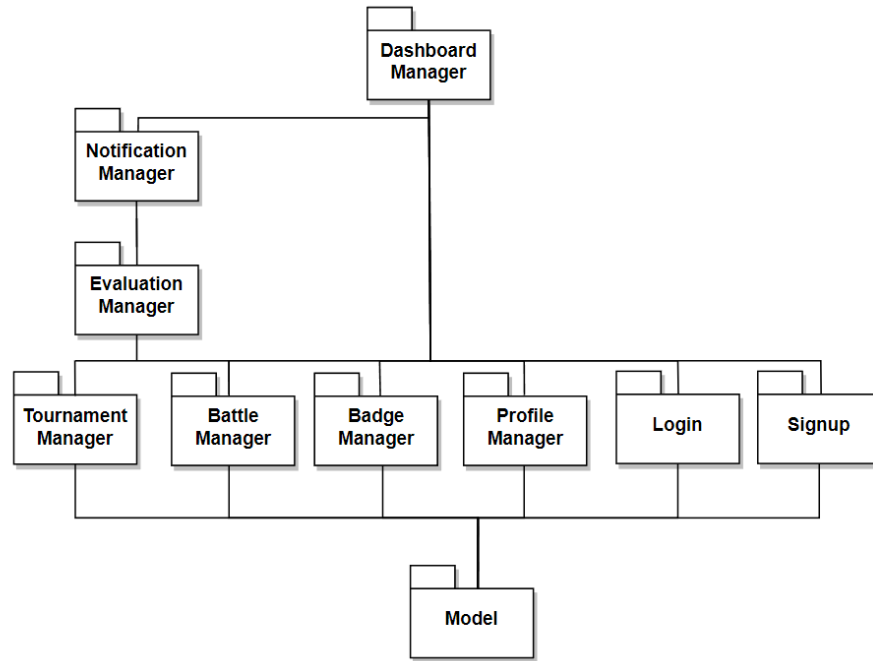 Dashboard
Manager
Notification
Manager
Evaluation
Manager
Tournament
Manager
Battle
Manager
Badge
Manager
Profile
Manager
Login
Signup
Model